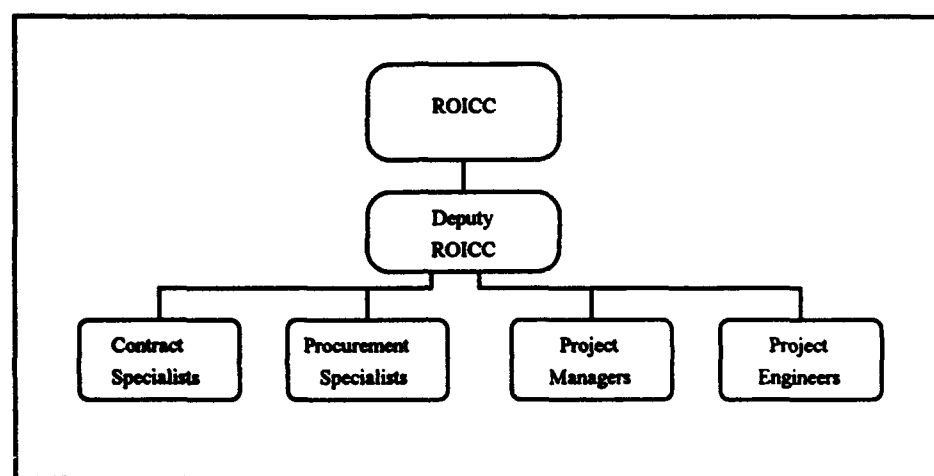 ROICC
Deputy
ROICC
Contract
Specialists
Procurement
Specialists
Project
Managers
Project
Engineers